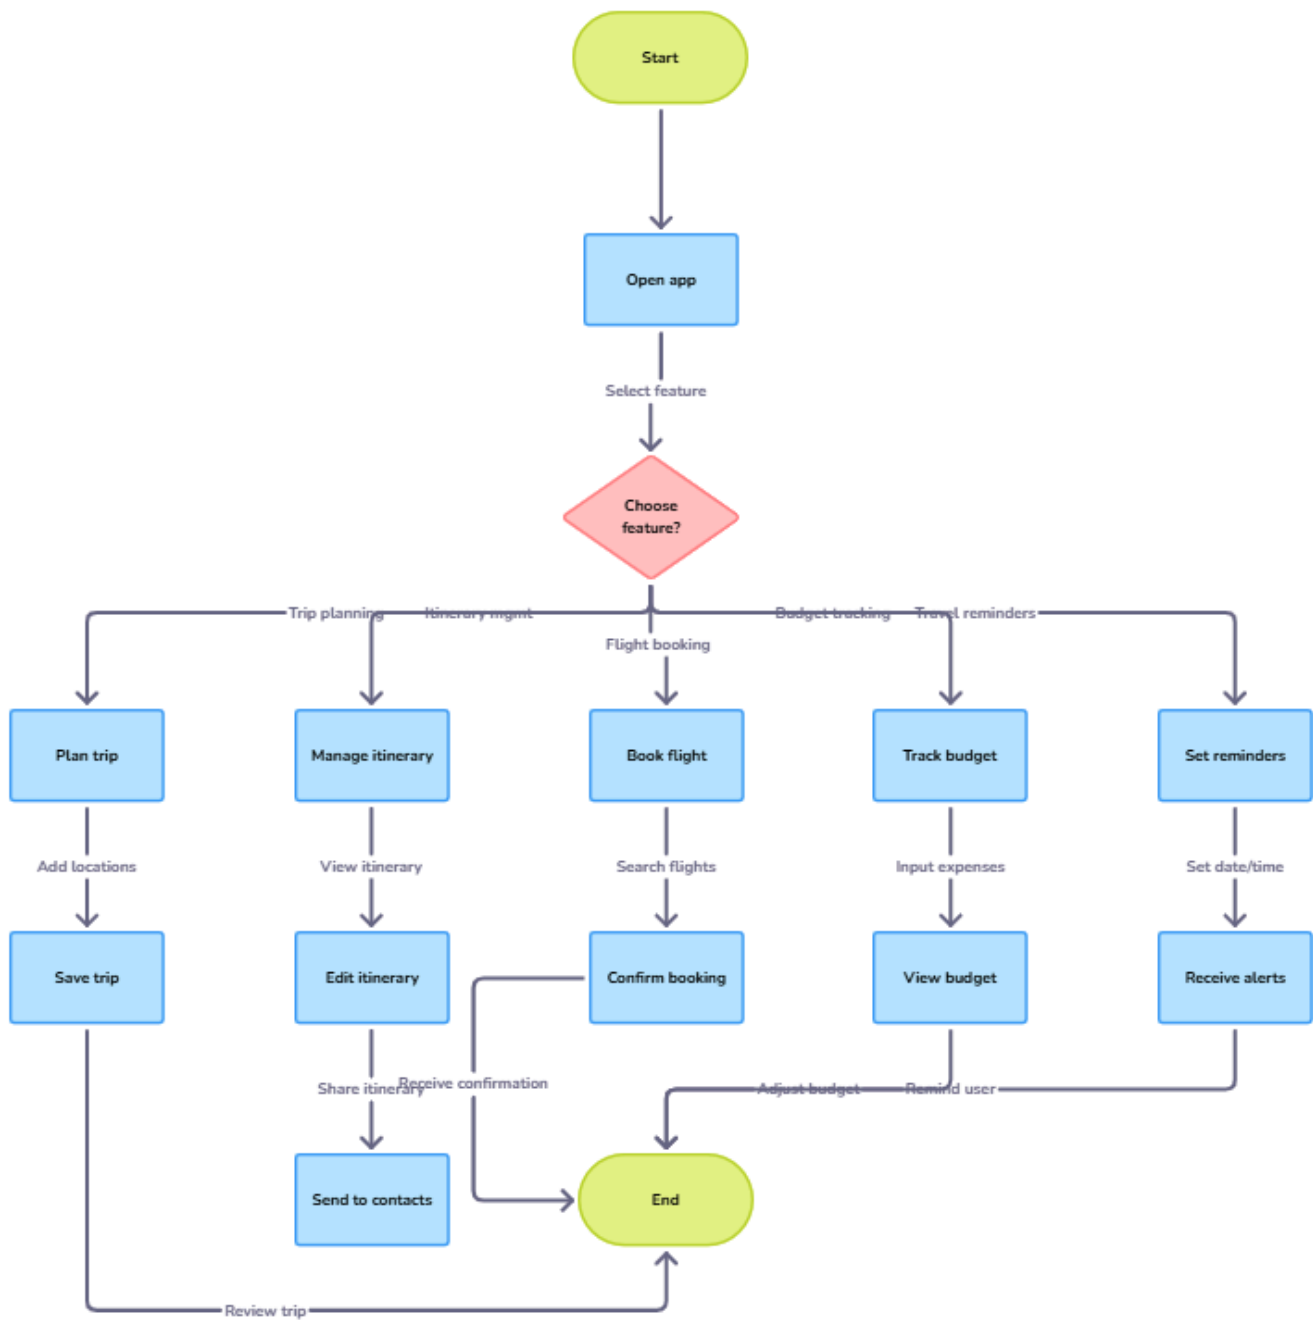 Start
Open app
Select feature
Choose
feature?
Trip planning
Itinerary mgmt
Budget tracking
Travel reminders
Flight booking
Plan trip
Manage itinerary
Book flight
Track budget
Set reminders
Add locations
View itinerary
Search flights
Input expenses
Set date/time
Save trip
Edit itinerary
Confirm booking
View budget
Receive alerts
Share itinerary
Receive confirmation
Adjust budget
Remind user
Send to contacts
End
Review trip